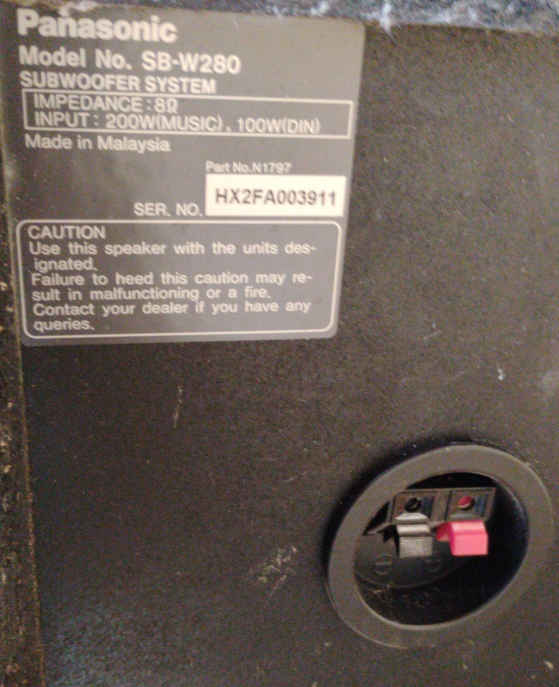 Panasonic
Model No. SB-W280
SUBWOOFER SYSTEM
IMPEDANCE : 8Ω
INPUT : 200W(MUSIC), 100W(DIN)
Made in Malaysia
Part No.N1797
SER. NO. HX2FA003911
CAUTION
Use this speaker with the units des-
ignated.
Failure to heed this caution may re-
sult in malfunctioning or a fire.
Contact your dealer if you have any
queries.